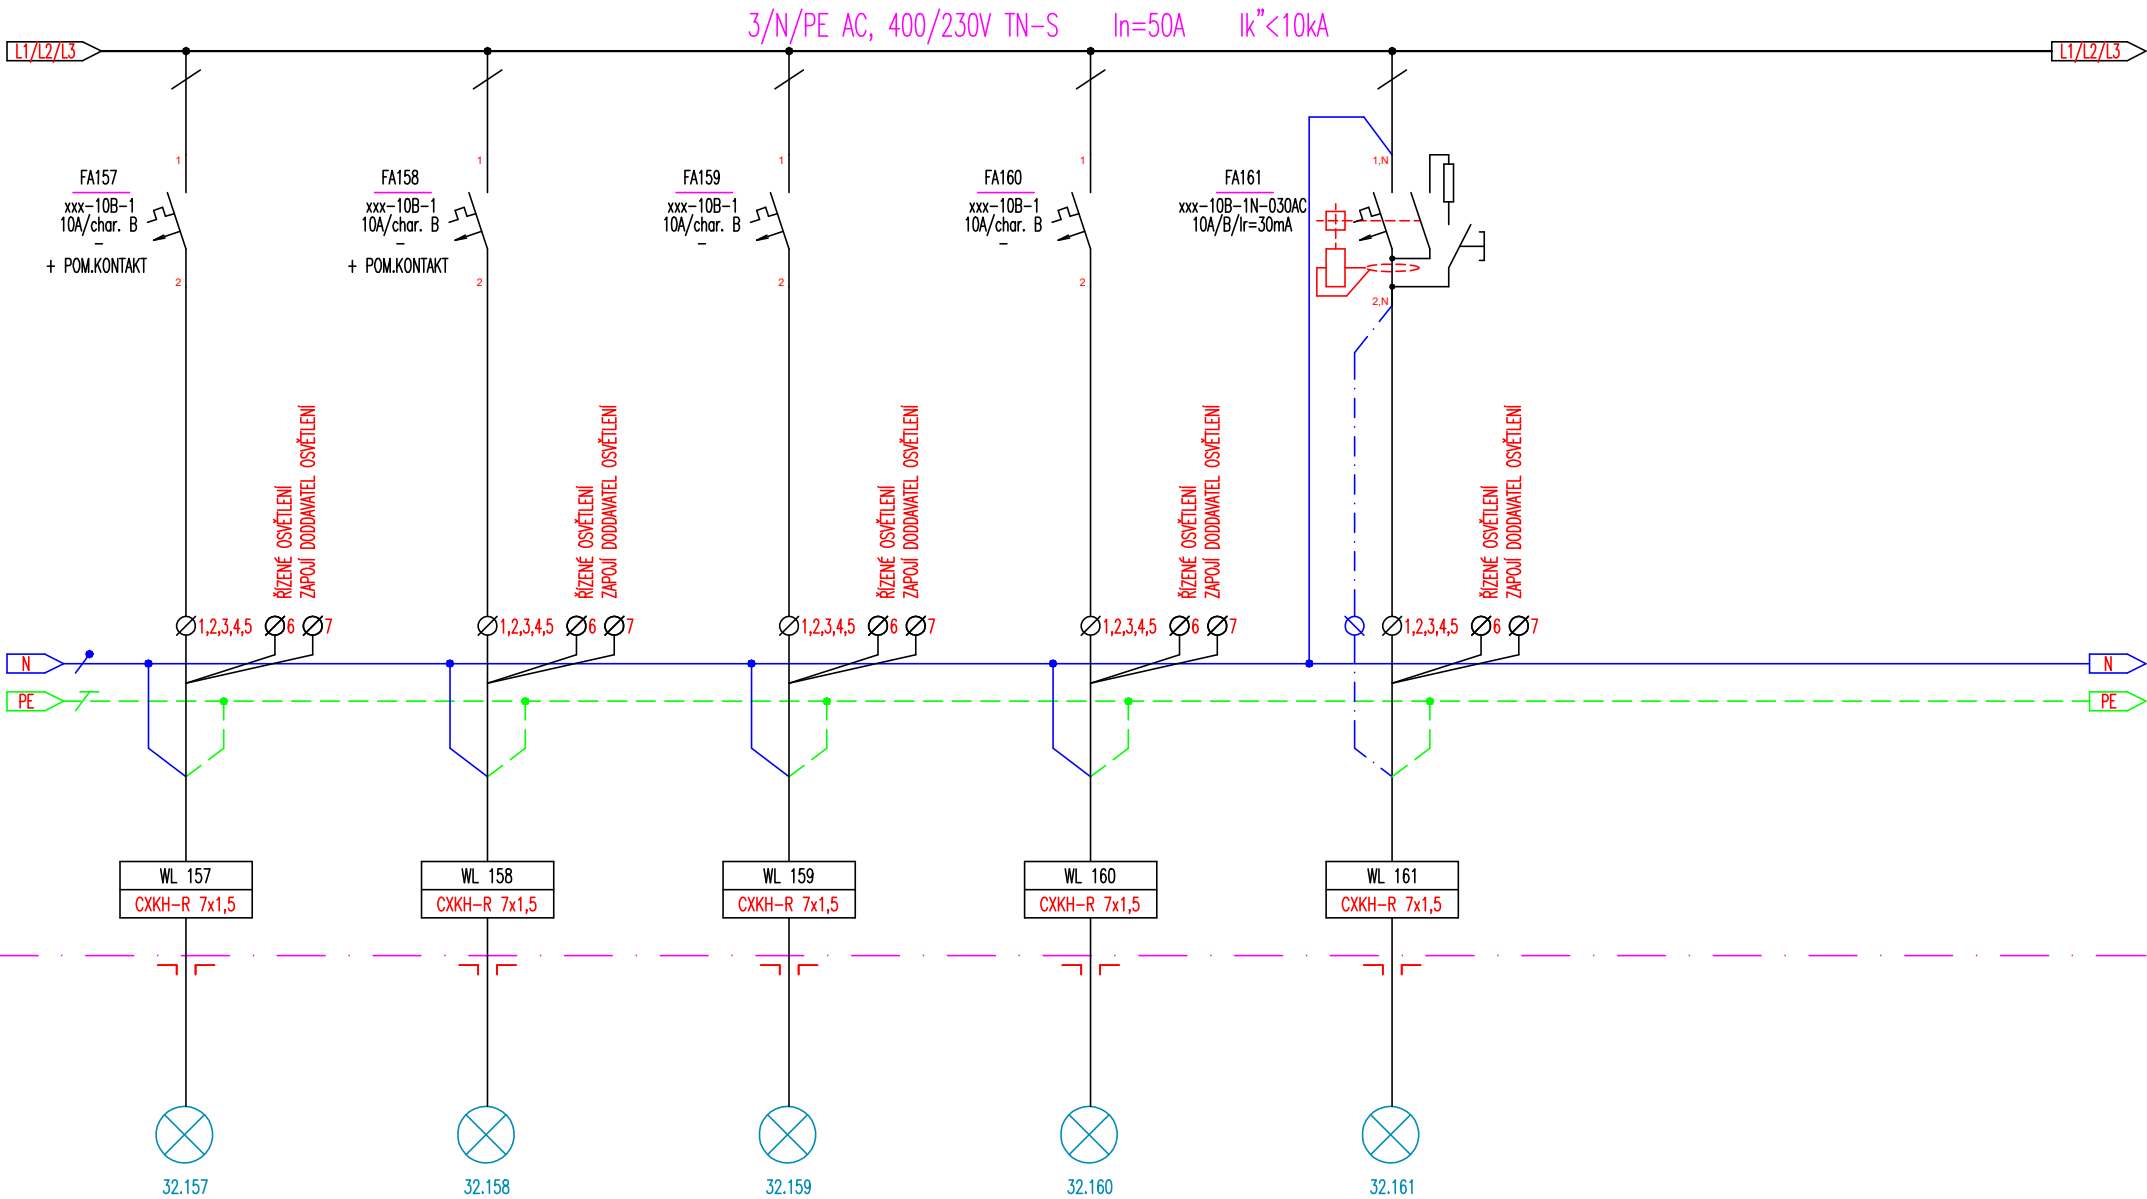 3/N/PE AC, 400/230V TN-S In=50A Ik"<10kA
L1/L2/L3
L1/L2/L3
1
FA157
xxx-10B-1
10A/char. B
-
+ POM.KONTAKT
2
1
FA158
xxx-10B-1
10A/char. B
-
+ POM.KONTAKT
2
1
FA159
xxx-10B-1
10A/char. B
-
2
1
FA160
xxx-10B-1
10A/char. B
-
2
1,N
FA161
xxx-10B-1N-030AC
10A/B/Ir=30mA
2,N
ŘÍZENÉ OSVĚTLENÍ
ZAPOJÍ DODDAVATEL OSVĚTLENÍ
ŘÍZENÉ OSVĚTLENÍ
ZAPOJÍ DODDAVATEL OSVĚTLENÍ
ŘÍZENÉ OSVĚTLENÍ
ZAPOJÍ DODDAVATEL OSVĚTLENÍ
ŘÍZENÉ OSVĚTLENÍ
ZAPOJÍ DODDAVATEL OSVĚTLENÍ
ŘÍZENÉ OSVĚTLENÍ
ZAPOJÍ DODDAVATEL OSVĚTLENÍ
1,2,3,4,5 6 7
1,2,3,4,5 6 7
1,2,3,4,5 6 7
1,2,3,4,5 6 7
1,2,3,4,5 6 7
N
N
PE
PE
WL 157
CXKH-R 7x1,5
WL 158
CXKH-R 7x1,5
WL 159
CXKH-R 7x1,5
WL 160
CXKH-R 7x1,5
WL 161
CXKH-R 7x1,5
32.157
32.158
32.159
32.160
32.161